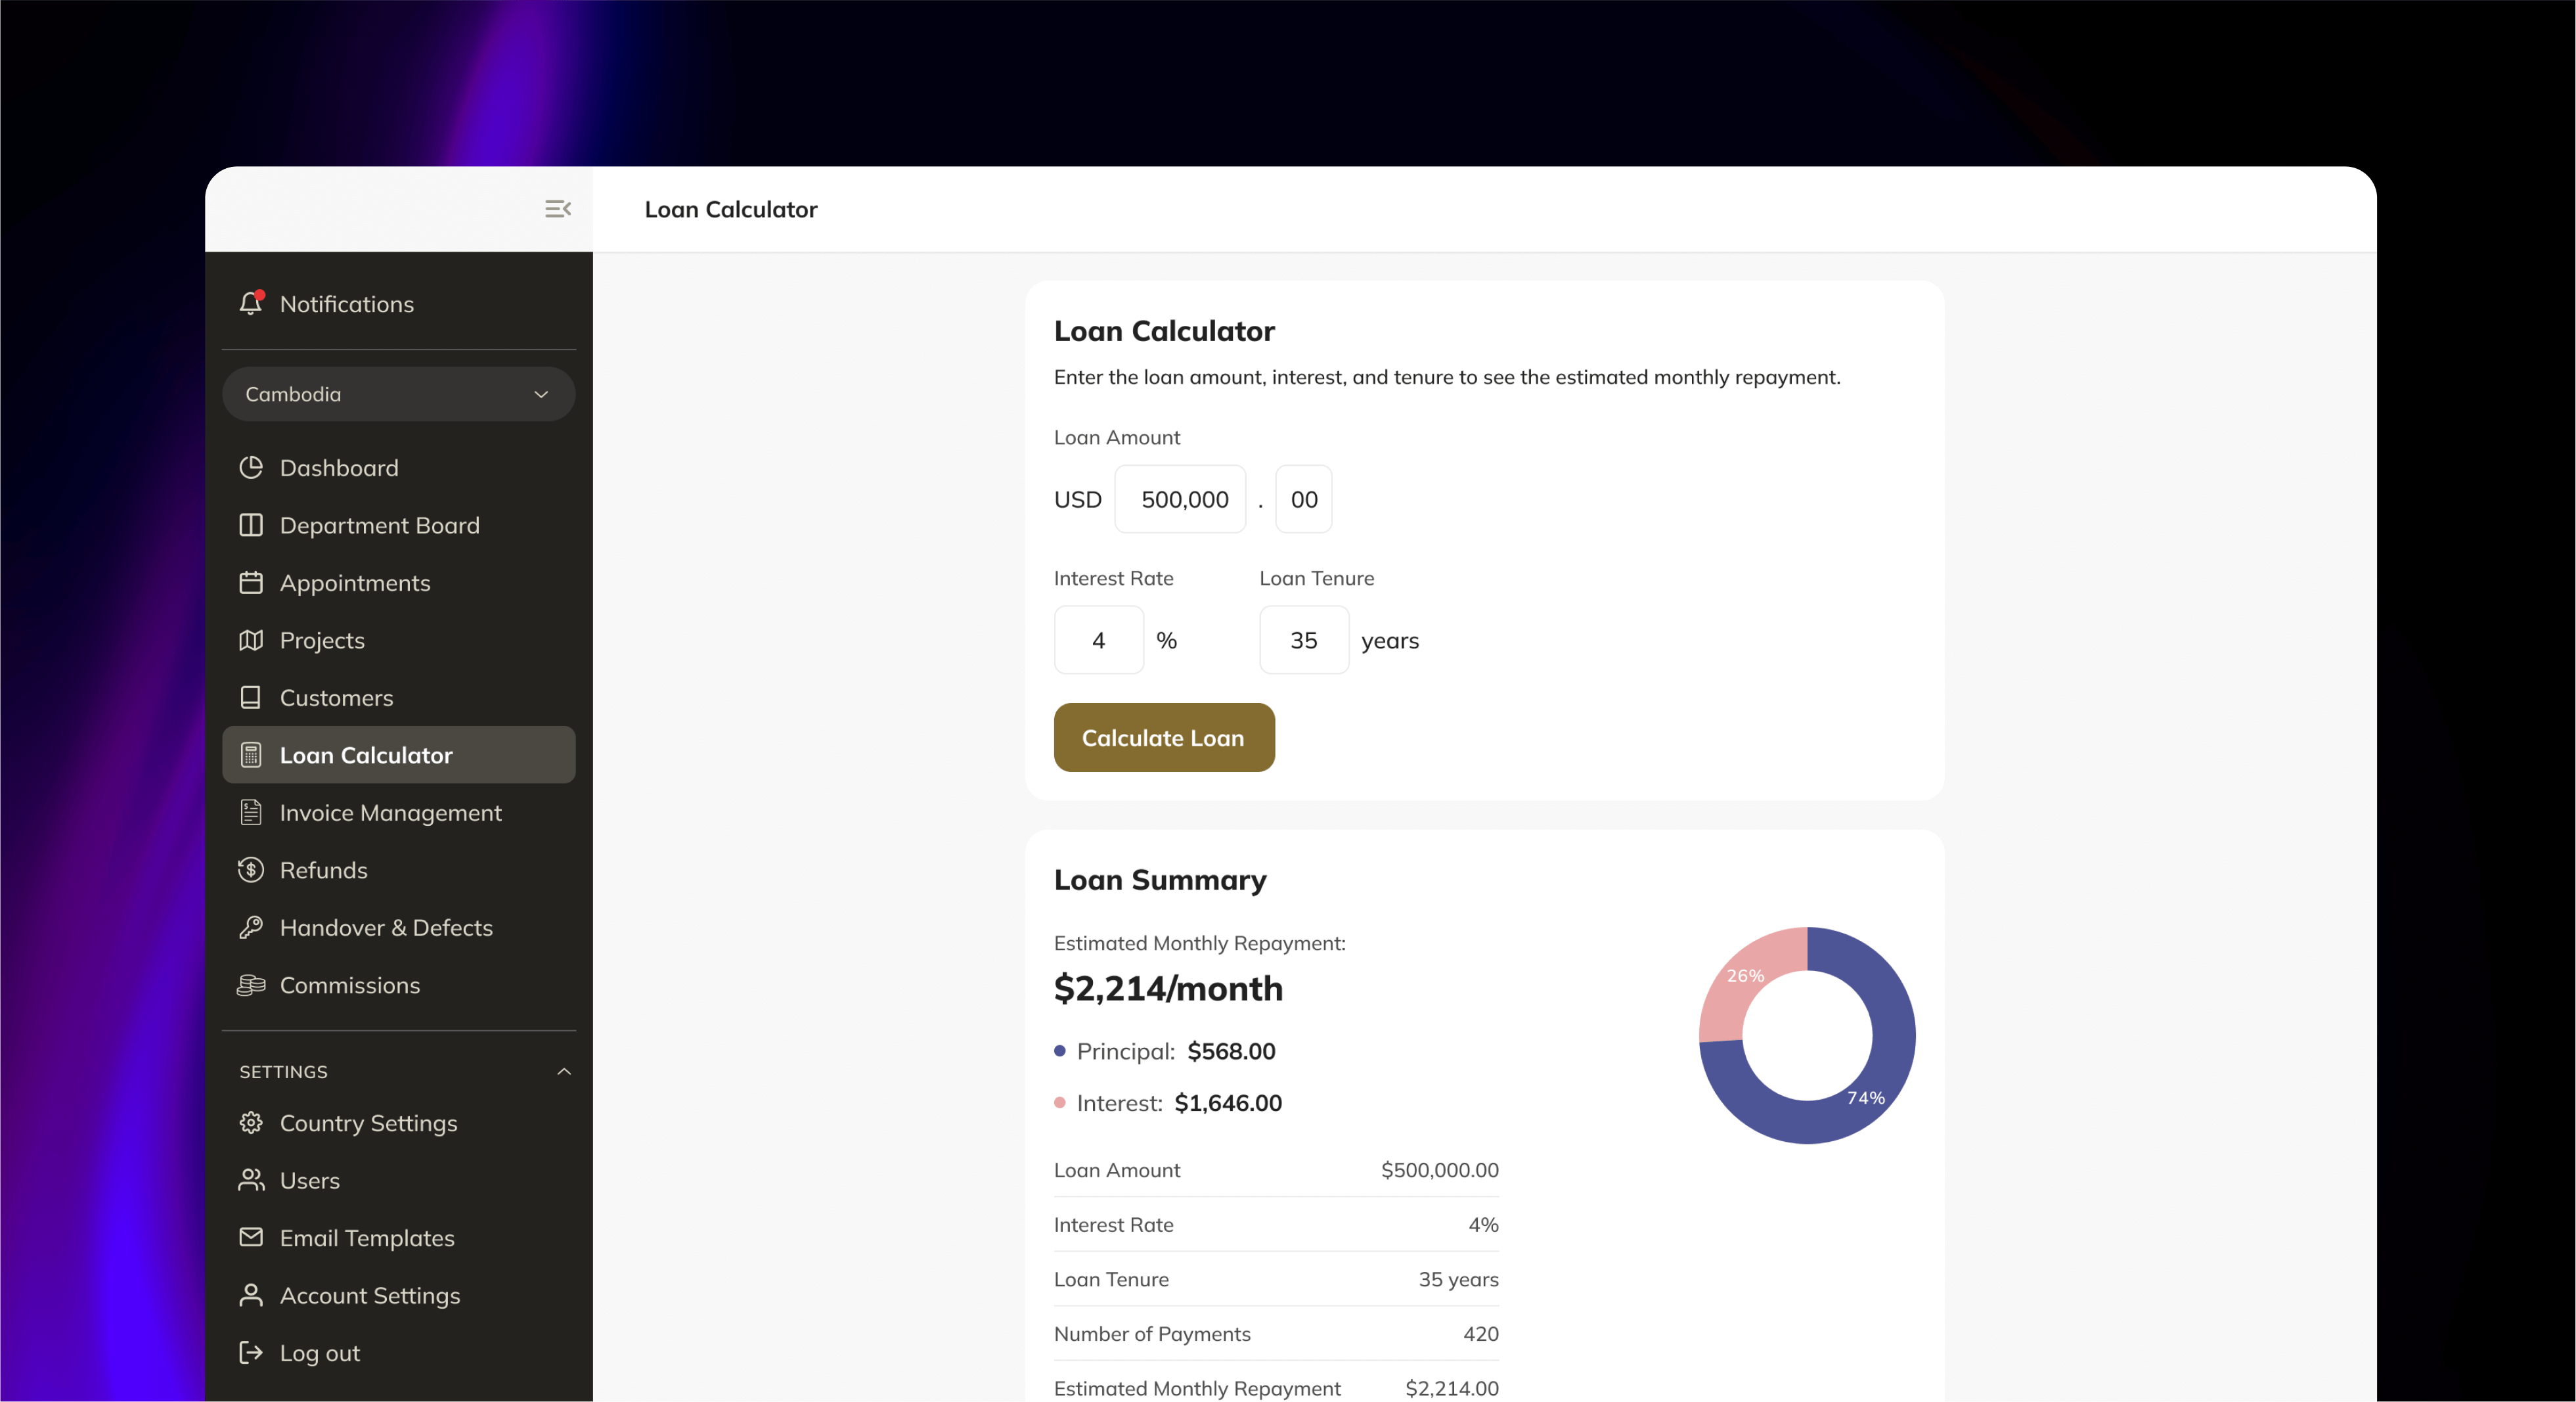 Loan Calculator
Notifications
Cambodia
Dashboard
Department Board
Appointments
Projects
Customers
Loan Calculator
Invoice Management
Refunds
Handover & Defects
Commissions
SETTINGS
Country Settings
Users
Email Templates
Account Settings
Log out
Loan Calculator
Enter the loan amount, interest, and tenure to see the estimated monthly repayment.
Loan Amount
USD 500,000 . 00
Interest Rate Loan Tenure
4 % 35 years
Calculate Loan
Loan Summary
Estimated Monthly Repayment:
$2,214/month
Principal: $568.00
Interest: $1,646.00
26%
74%
Loan Amount $500,000.00
Interest Rate 4%
Loan Tenure 35 years
Number of Payments 420
Estimated Monthly Repayment $2,214.00